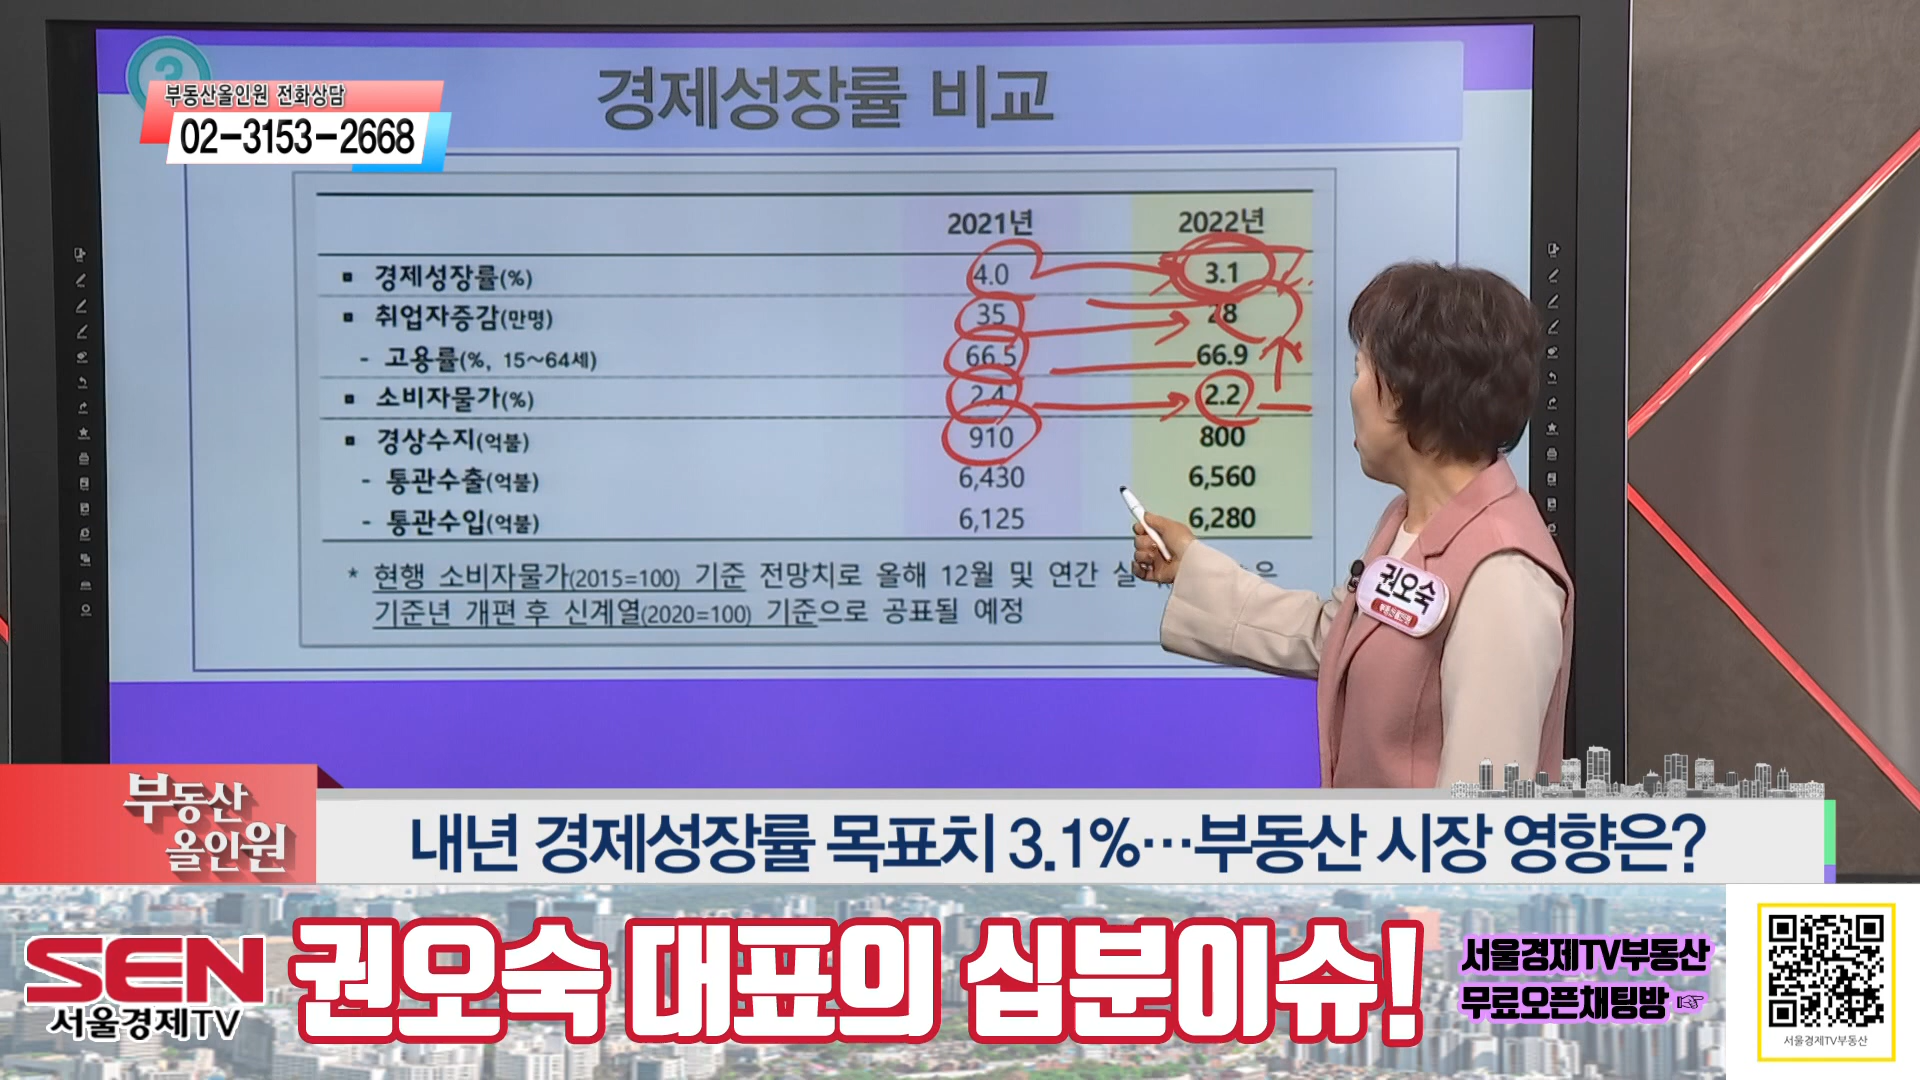 3
부동산올인원 전화상담
02-3153-2668
경제성장률 비교
2021년 2022년
▪ 경제성장률(%) 4.0 3.1
▪ 취업자증감(만명) 35 28
- 고용률(%, 15~64세) 66.5 66.9
▪ 소비자물가(%) 2.4 2.2
▪ 경상수지(억불) 910 800
- 통관수출(억불) 6,430 6,560
- 통관수입(억불) 6,125 6,280
* 현행 소비자물가(2015=100) 기준 전망치로 올해 12월 및 연간
기준년 개편 후 신계열(2020=100) 기준으로 공표될 예정
권오숙
부동산올인원
부동산
올인원
내년 경제성장률 목표치 3.1%…부동산 시장 영향은?
SEN
서울경제TV
권오숙 대표의 십분이슈!
서울경제TV부동산
무료오픈채팅방 ☞
서울경제TV부동산